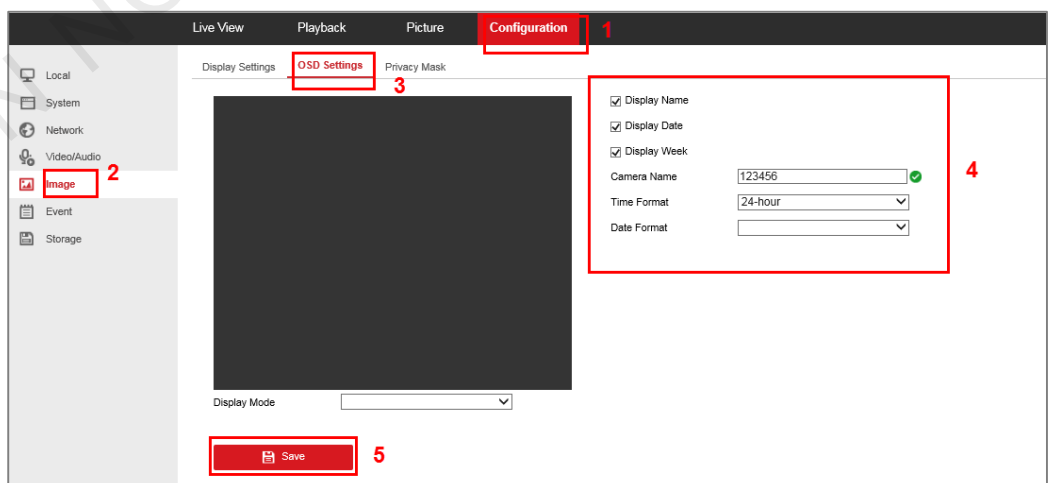 Live View Playback Picture Configuration 1
Display Settings OSD Settings Privacy Mask
3
Local
System
Network
Video/Audio
Image
2
Event
Storage
Display Name
Display Date
Display Week
Camera Name 123456
Time Format 24-hour
Date Format
4
Display Mode
Save 5